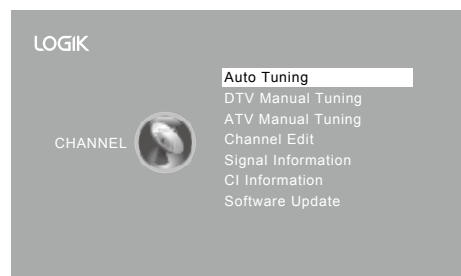 LOGIK
CHANNEL
Auto Tuning
DTV Manual Tuning
ATV Manual Tuning
Channel Edit
Signal Information
CI Information
Software Update